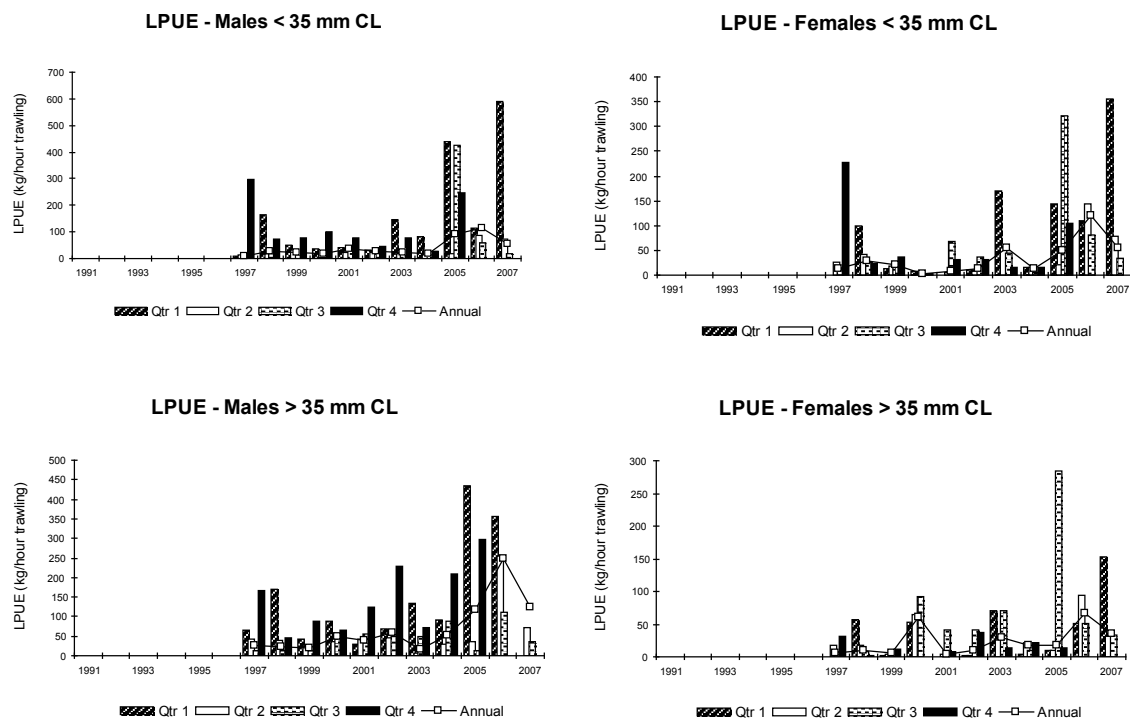 LPUE - Males < 35 mm CL
LPUE (kg/hour trawling)
700
600
500
400
300
200
100
0
1991 1993 1995 1997 1999 2001 2003 2005 2007
Qtr 1 Qtr 2 Qtr 3 Qtr 4 Annual
LPUE - Females < 35 mm CL
LPUE (kg/hour trawling)
400
350
300
250
200
150
100
50
0
1991 1993 1995 1997 1999 2001 2003 2005 2007
Qtr 1 Qtr 2 Qtr 3 Qtr 4 Annual
LPUE - Males > 35 mm CL
LPUE (kg/hour trawling)
500
450
400
350
300
250
200
150
100
50
0
1991 1993 1995 1997 1999 2001 2003 2005 2007
Qtr 1 Qtr 2 Qtr 3 Qtr 4 Annual
LPUE - Females > 35 mm CL
LPUE (kg/hour trawling)
300
250
200
150
100
50
0
1991 1993 1995 1997 1999 2001 2003 2005 2007
Qtr 1 Qtr 2 Qtr 3 Qtr 4 Annual